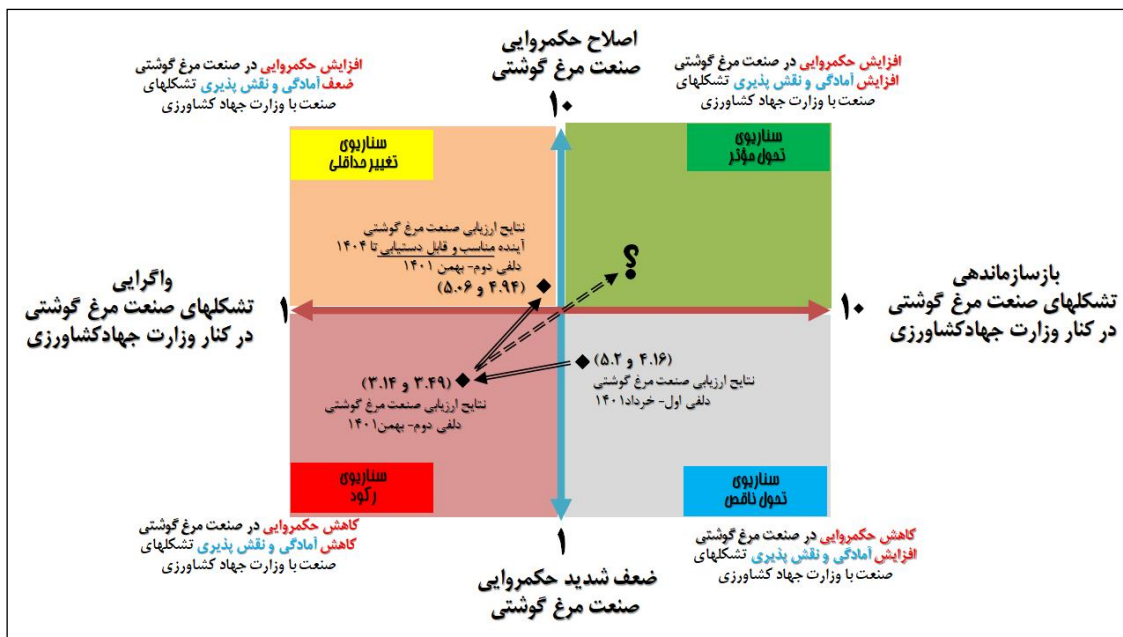 اصلاح حکمروایی
صنعت مرغ گوشتی
۱۰
افزایش حکمروایی در صنعت مرغ گوشتی
افزایش آمادگی و نقش پذیری تشکلهای
صنعت با وزارت جهاد کشاورزی
افزایش حکمروایی در صنعت مرغ گوشتی
ضعف آمادگی و نقش پذیری تشکلهای
صنعت با وزارت جهاد کشاورزی
سناریوی
تحول مؤثر
سناریوی
تغییر حداقلی
نتایج ارزیابی صنعت مرغ گوشتی
آینده مناسب و قابل دستیابی تا ۱۴۰۴
دلفی دوم- بهمن ۱۴۰۱
(۴.۹۴ و ۵.۰۶)
؟
بازسازماندهی
تشکلهای صنعت مرغ گوشتی
در کنار وزارت جهادکشاورزی
۱۰
۱
واگرایی
تشکلهای صنعت مرغ گوشتی
در کنار وزارت جهادکشاورزی
(۴.۱۶ و ۵.۲)
نتایج ارزیابی صنعت مرغ گوشتی
دلفی اول- خرداد۱۴۰۱
(۳.۴۹ و ۳.۱۴)
نتایج ارزیابی صنعت مرغ گوشتی
دلفی دوم- بهمن۱۴۰۱
سناریوی
تحول ناقص
سناریوی
رکود
کاهش حکمروایی در صنعت مرغ گوشتی
افزایش آمادگی و نقش پذیری تشکلهای
صنعت با وزارت جهاد کشاورزی
کاهش حکمروایی در صنعت مرغ گوشتی
کاهش آمادگی و نقش پذیری تشکلهای
صنعت با وزارت جهاد کشاورزی
۱
ضعف شدید حکمروایی
صنعت مرغ گوشتی